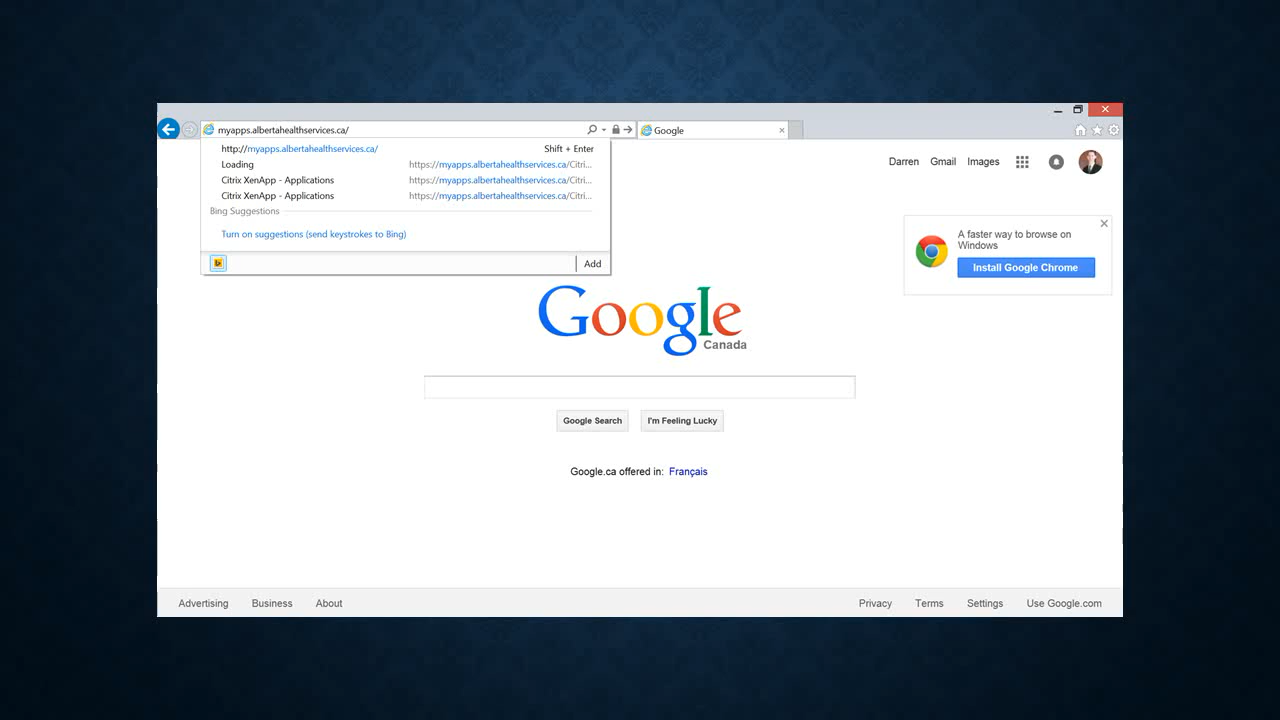 myapps.albertahealthservices.ca/
Google
http://myapps.albertahealthservices.ca/ Shift + Enter
Loading https://myapps.albertahealthservices.ca/Citri...
Citrix XenApp - Applications https://myapps.albertahealthservices.ca/Citri...
Citrix XenApp - Applications https://myapps.albertahealthservices.ca/Citri...
Bing Suggestions
Turn on suggestions (send keystrokes to Bing)
Add
Darren Gmail Images
A faster way to browse on
Windows
Install Google Chrome
Google
Canada
Google Search I'm Feeling Lucky
Google.ca offered in: Français
Advertising Business About Privacy Terms Settings Use Google.com